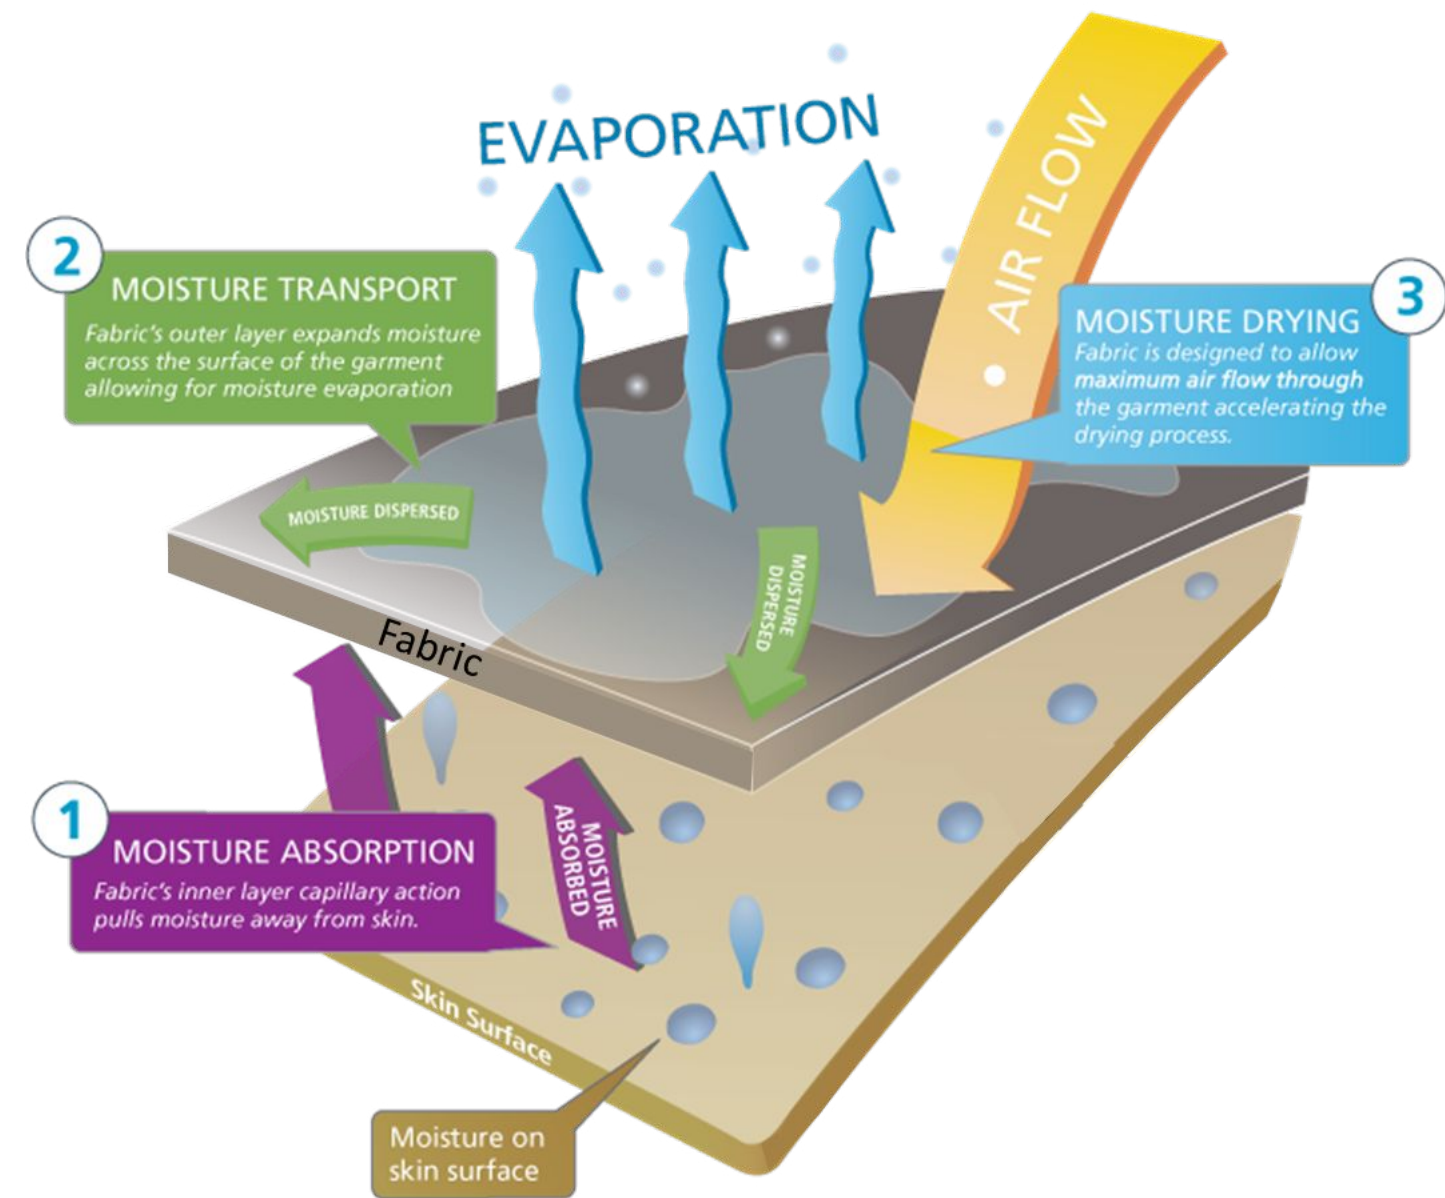 EVAPORATION
AIR FLOW
2
MOISTURE TRANSPORT
Fabric's outer layer expands moisture
across the surface of the garment
allowing for moisture evaporation
3
MOISTURE DRYING
Fabric is designed to allow
maximum air flow through
the garment accelerating the
drying process.
MOISTURE DISPERSED
MOISTURE
DISPERSED
Fabric
1
MOISTURE ABSORPTION
Fabric's inner layer capillary action
pulls moisture away from skin.
MOISTURE
ABSORBED
Skin Surface
Moisture on
skin surface